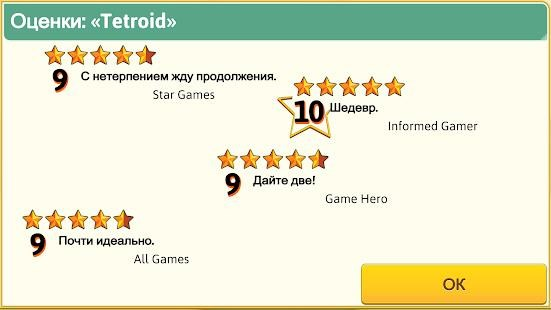 Оценки: «Tetroid»
9 С нетерпением жду продолжения.
Star Games
10 Шедевр.
Informed Gamer
9 Дайте две!
Game Hero
9 Почти идеально.
All Games
ОК